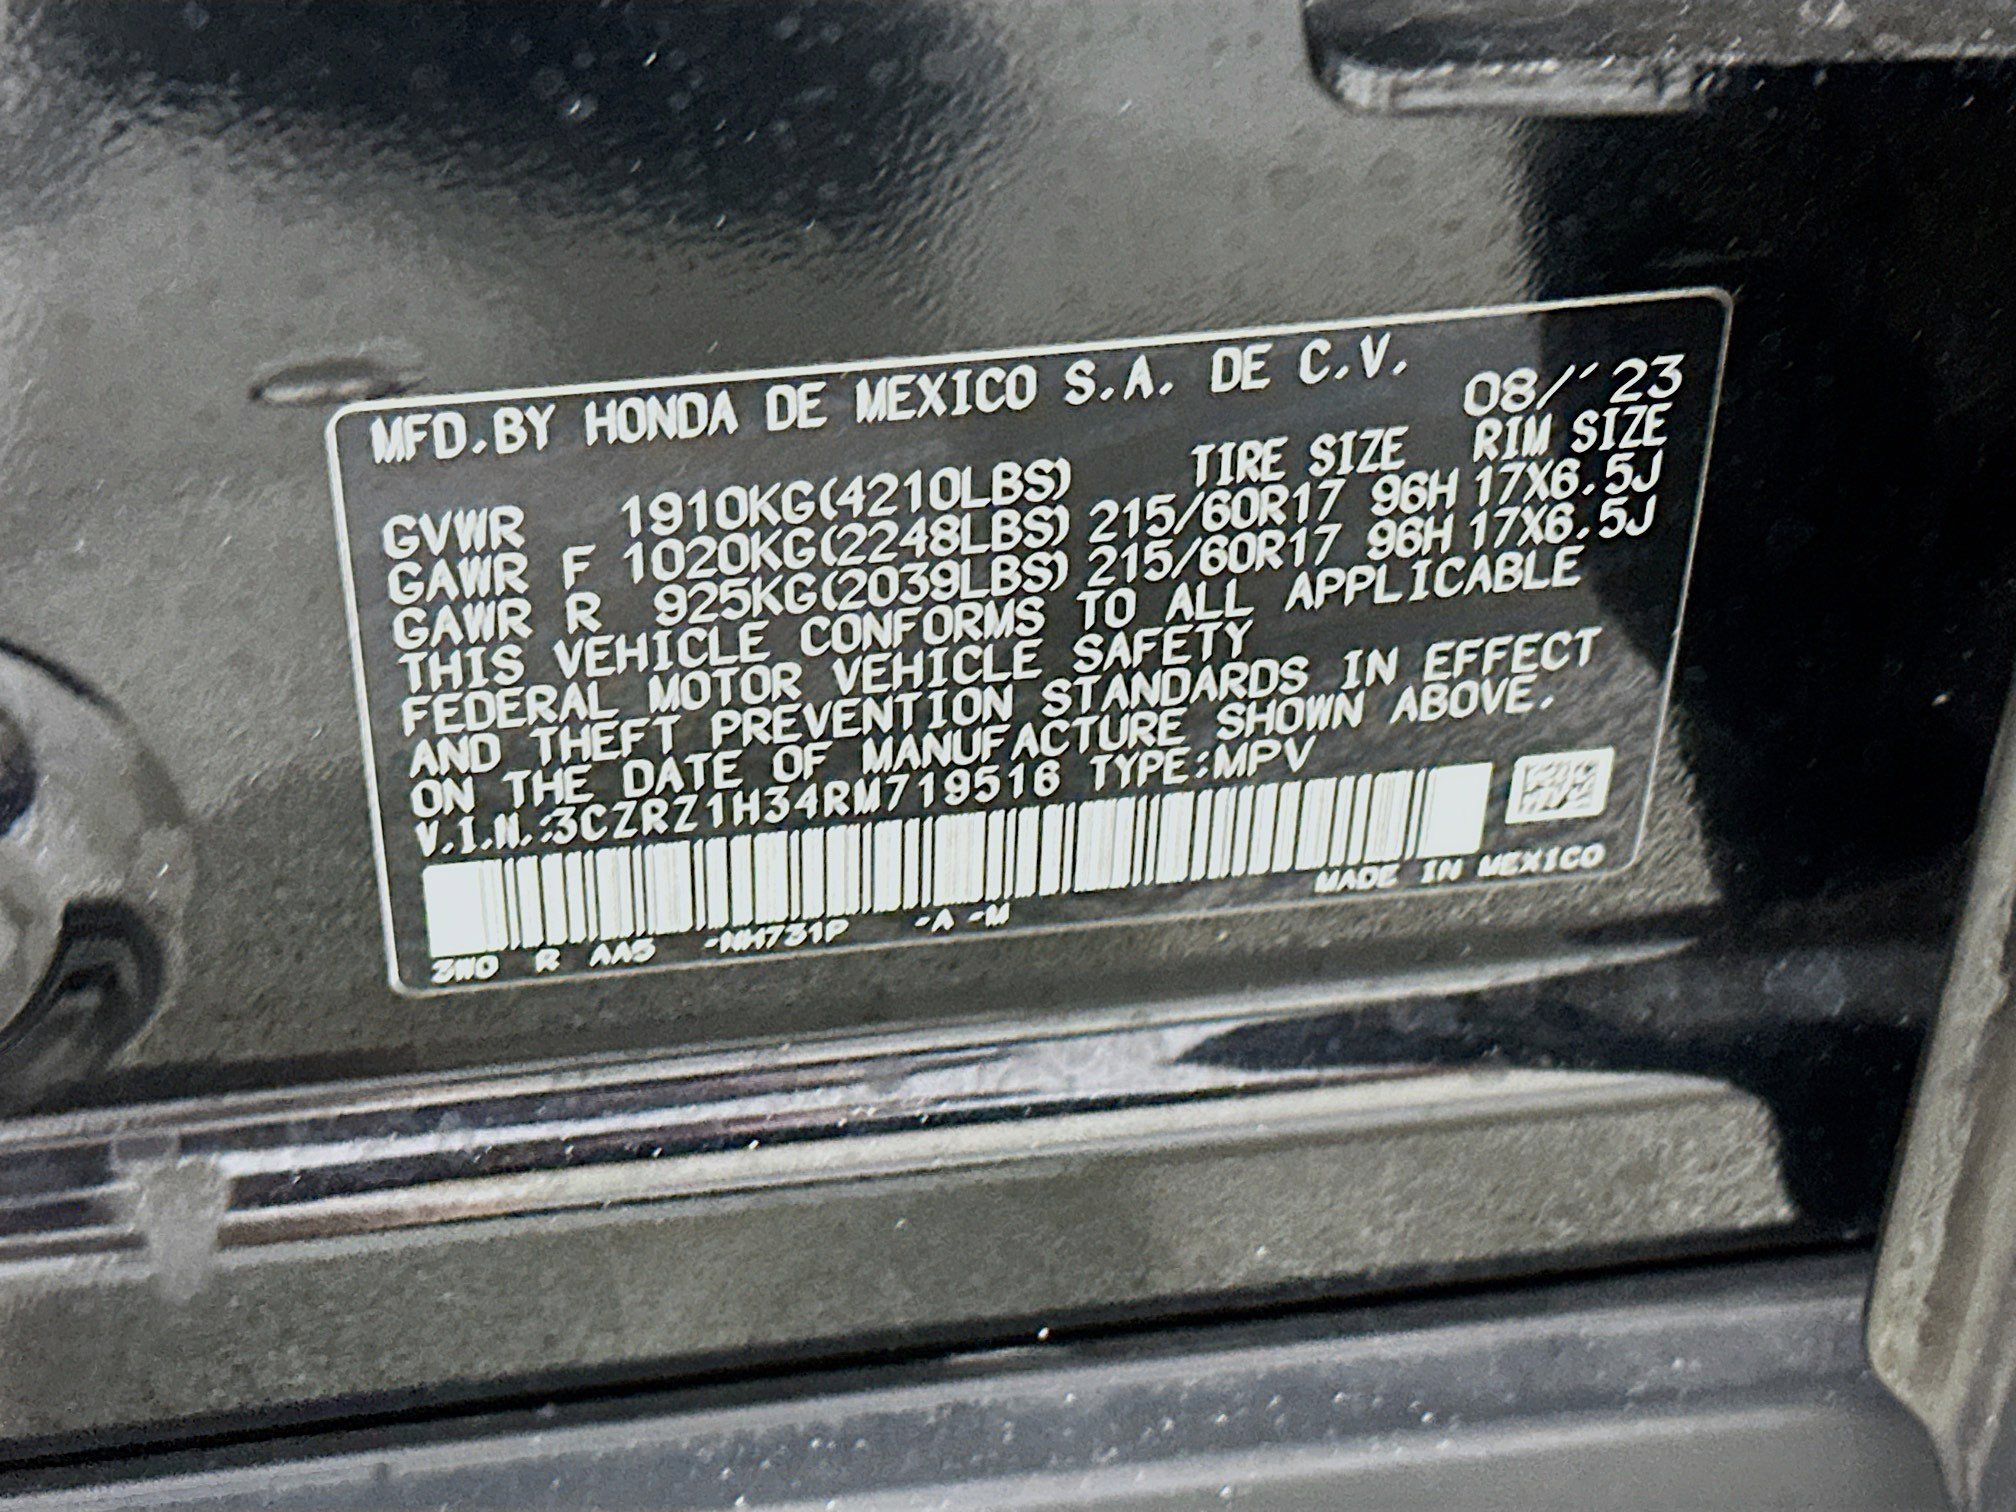 MFD.BY HONDA DE MEXICO S.A. DE C.V.
08/´23
TIRE SIZE RIM SIZE
GVWR 1910KG(4210LBS)
GAWR F 1020KG(2248LBS) 215/60R17 96H 17X6.5J
GAWR R 925KG(2039LBS) 215/60R17 96H 17X6.5J
THIS VEHICLE CONFORMS TO ALL APPLICABLE
FEDERAL MOTOR VEHICLE SAFETY
AND THEFT PREVENTION STANDARDS IN EFFECT
ON THE DATE OF MANUFACTURE SHOWN ABOVE.
V.I.N.:3CZRZ1H34RM719516 TYPE:MPV
MADE IN MEXICO
3W0 R AA5 -NH731P -A -M